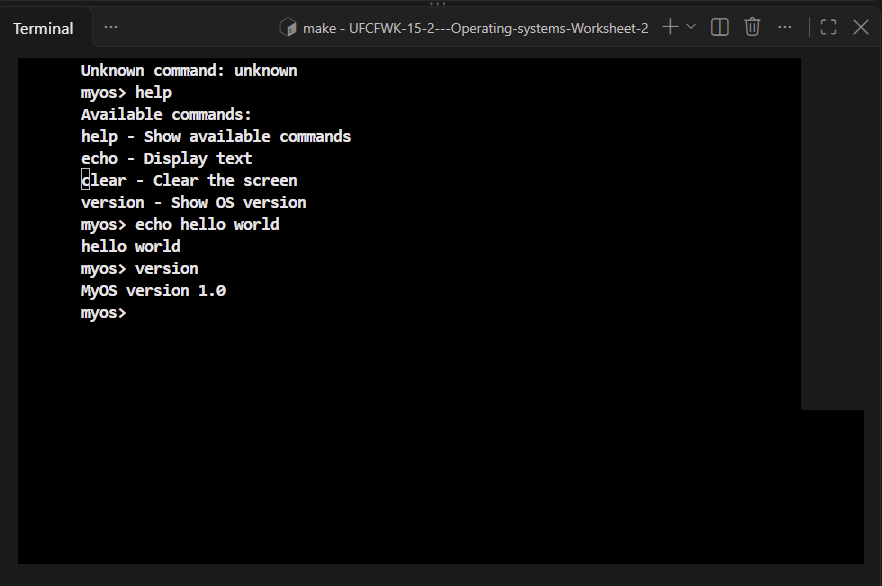 Terminal
make - UFCFWK-15-2---Operating-systems-Worksheet-2
Unknown command: unknown
myos> help
Available commands:
help - Show available commands
echo - Display text
clear - Clear the screen
version - Show OS version
myos> echo hello world
hello world
myos> version
MyOS version 1.0
myos>